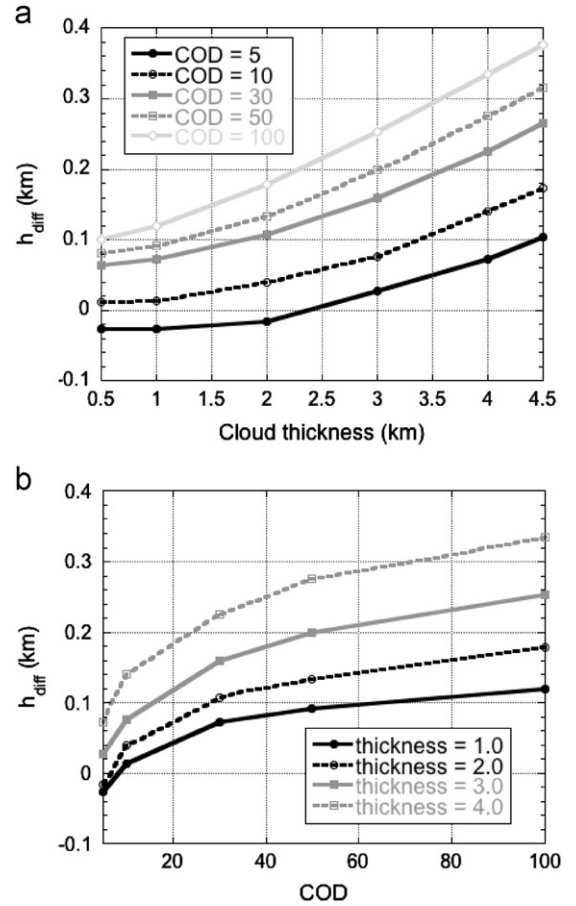 a
0.4
0.3
0.2
0.1
0
-0.1
h_diff (km)
COD = 5
COD = 10
COD = 30
COD = 50
COD = 100
0.5 1 1.5 2 2.5 3 3.5 4 4.5
Cloud thickness (km)
b
0.4
0.3
0.2
0.1
0
-0.1
h_diff (km)
thickness = 1.0
thickness = 2.0
thickness = 3.0
thickness = 4.0
20 40 60 80 100
COD